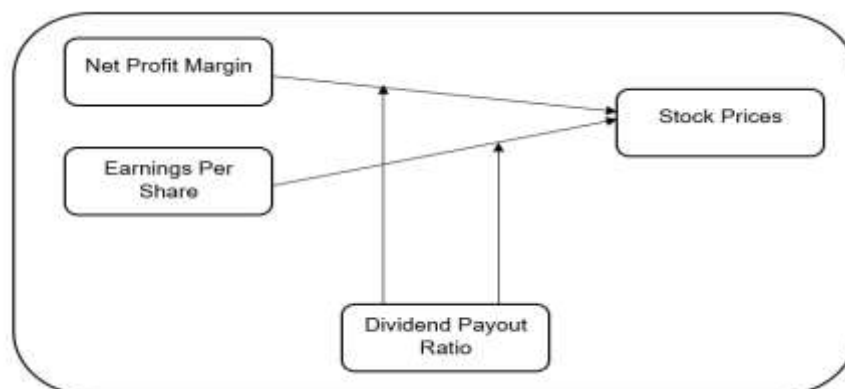 Net Profit Margin
Stock Prices
Earnings Per
Share
Dividend Payout
Ratio